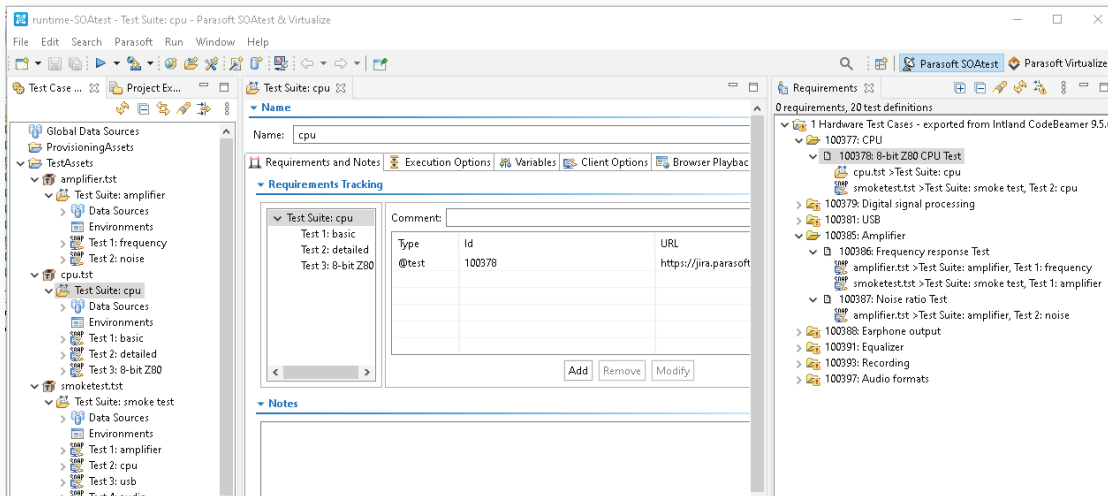 runtime-SOAtest - Test Suite: cpu - Parasoft SOAtest & Virtualize
File Edit Search Parasoft Run Window Help
Parasoft SOAtest
Parasoft Virtualize
Test Case ...
Project Ex...
Global Data Sources
ProvisioningAssets
TestAssets
amplifier.tst
Test Suite: amplifier
Data Sources
Environments
Test 1: frequency
Test 2: noise
cpu.tst
Test Suite: cpu
Data Sources
Environments
Test 1: basic
Test 2: detailed
Test 3: 8-bit Z80
smoketest.tst
Test Suite: smoke test
Data Sources
Environments
Test 1: amplifier
Test 2: cpu
Test 3: usb
Test 4: audio
Test Suite: cpu
Name
Name: cpu
Requirements and Notes
Execution Options
Variables
Client Options
Browser Playbac
Requirements Tracking
Test Suite: cpu
Test 1: basic
Test 2: detailed
Test 3: 8-bit Z80
Comment:
Type Id URL
@test 100378 https://jira.parasoft
Add Remove Modify
Notes
Requirements
0 requirements, 20 test definitions
1 Hardware Test Cases - exported from Intland CodeBeamer 9.5.
100377: CPU
100378: 8-bit Z80 CPU Test
cpu.tst >Test Suite: cpu
smoketest.tst >Test Suite: smoke test, Test 2: cpu
100379: Digital signal processing
100381: USB
100385: Amplifier
100386: Frequency response Test
amplifier.tst >Test Suite: amplifier, Test 1: frequency
smoketest.tst >Test Suite: smoke test, Test 1: amplifier
100387: Noise ratio Test
amplifier.tst >Test Suite: amplifier, Test 2: noise
100388: Earphone output
100391: Equalizer
100393: Recording
100397: Audio formats